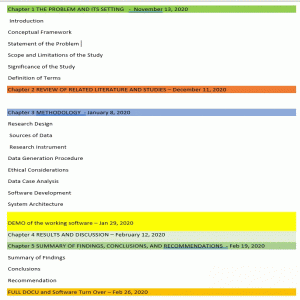 Chapter 1 THE PROBLEM AND ITS SETTING - November 13, 2020
Introduction
Conceptual Framework
Statement of the Problem
Scope and Limitations of the Study
Significance of the Study
Definition of Terms
Chapter 2 REVIEW OF RELATED LITERATURE AND STUDIES – December 11, 2020
Chapter 3 METHODOLOGY - January 8, 2020
Research Design
Sources of Data
Research Instrument
Data Generation Procedure
Ethical Considerations
Data Case Analysis
Software Development
System Architecture
DEMO of the working software – Jan 29, 2020
Chapter 4 RESULTS AND DISCUSSION – February 12, 2020
Chapter 5 SUMMARY OF FINDINGS, CONCLUSIONS, AND RECOMMENDATIONS – Feb 19, 2020
Summary of Findings
Conclusions
Recommendation
FULL DOCU and Software Turn Over – Feb 26, 2020